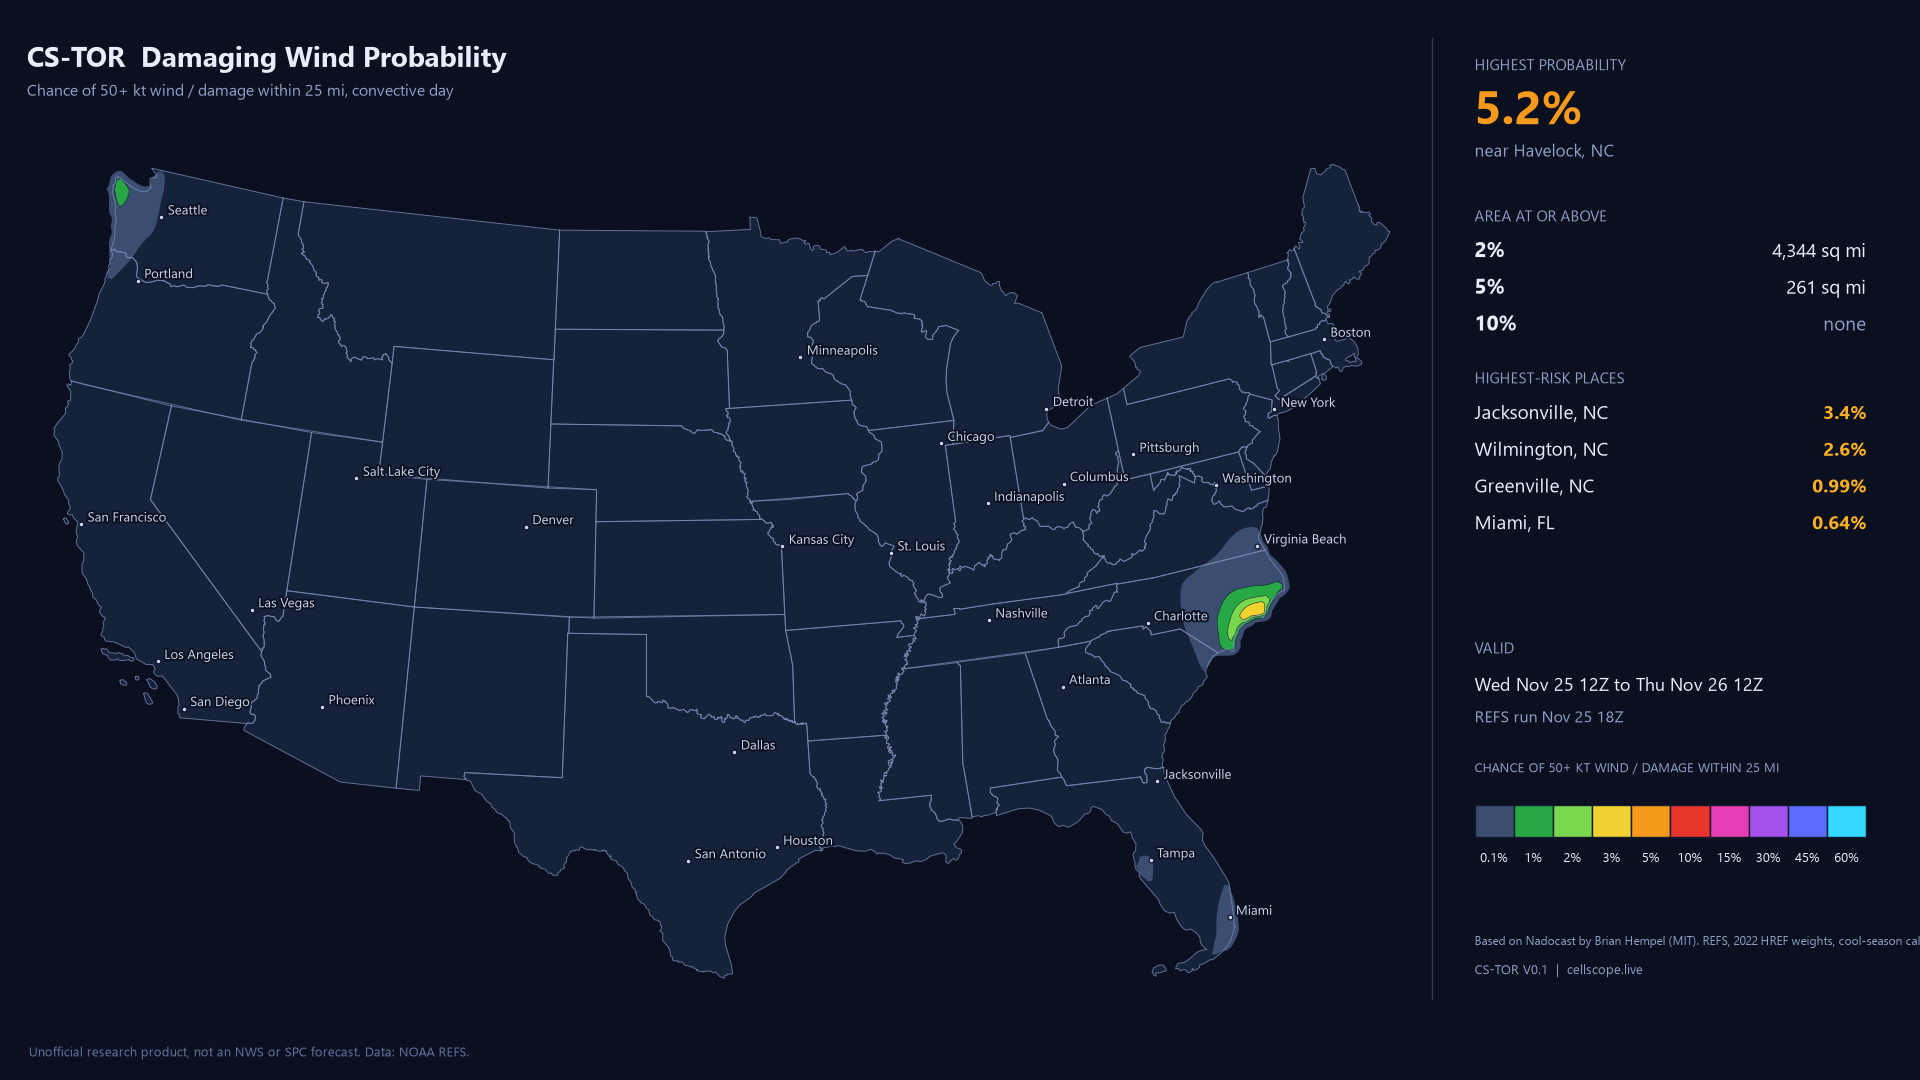 CS-TOR  Damaging Wind Probability
Chance of 50+ kt wind / damage within 25 mi, convective day
Seattle
Portland
Minneapolis
Boston
Detroit
New York
Chicago
Pittsburgh
Salt Lake City
Columbus
Washington
Indianapolis
San Francisco
Denver
Kansas City
St. Louis
Virginia Beach
Las Vegas
Nashville
Charlotte
Los Angeles
Atlanta
San Diego
Phoenix
Dallas
Jacksonville
Houston
San Antonio
Tampa
Miami
HIGHEST PROBABILITY
5.2%
near Havelock, NC
AREA AT OR ABOVE
2% 4,344 sq mi
5% 261 sq mi
10% none
HIGHEST-RISK PLACES
Jacksonville, NC 3.4%
Wilmington, NC 2.6%
Greenville, NC 0.99%
Miami, FL 0.64%
VALID
Wed Nov 25 12Z to Thu Nov 26 12Z
REFS run Nov 25 18Z
CHANCE OF 50+ KT WIND / DAMAGE WITHIN 25 MI
0.1% 1% 2% 3% 5% 10% 15% 30% 45% 60%
Based on Nadocast by Brian Hempel (MIT). REFS, 2022 HREF weights, cool-season cal
CS-TOR V0.1 | cellscope.live
Unofficial research product, not an NWS or SPC forecast. Data: NOAA REFS.